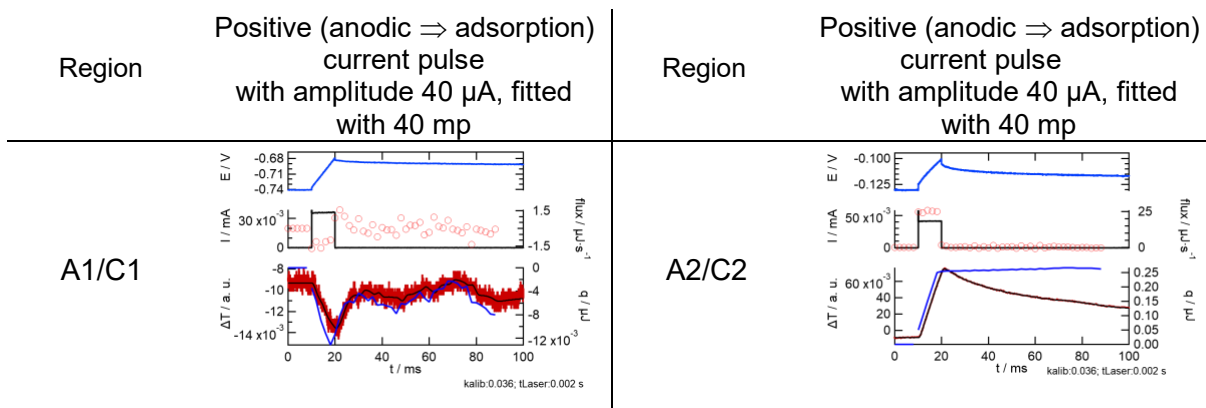 Region
Positive (anodic ⇒ adsorption)
current pulse
with amplitude 40 µA, fitted
with 40 mp
Region
Positive (anodic ⇒ adsorption)
current pulse
with amplitude 40 µA, fitted
with 40 mp
A1/C1
E / V
-0.68
-0.71
-0.74
I / mA
30 x10⁻³
0
1.5
-1.5
flux / µJ·s⁻¹
ΔT / a. u.
-8
-10
-12
-14 x10⁻³
0
-4
-8
-12 x10⁻³
q / µJ
0 20 40 60 80 100
t / ms
kalib:0.036; tLaser:0.002 s
A2/C2
E / V
-0.100
-0.125
I / mA
50 x10⁻³
0
25
0
flux / µJ·s⁻¹
ΔT / a. u.
60 x10⁻³
40
20
0
0.25
0.20
0.15
0.10
0.05
0.00
q / µJ
0 20 40 60 80 100
t / ms
kalib:0.036; tLaser:0.002 s